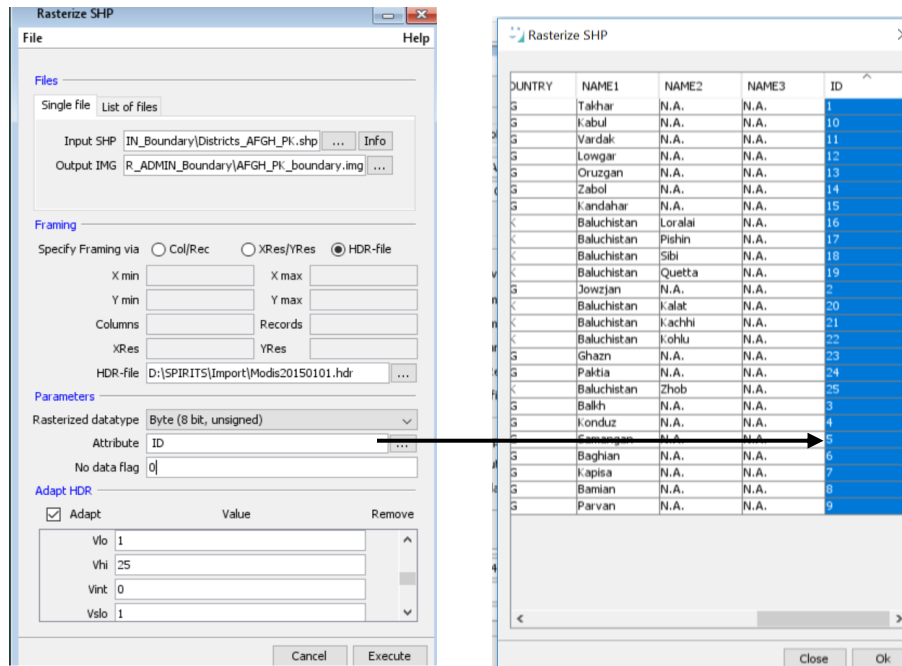 Rasterize SHP
File Help
Files
Single file List of files
Input SHP IN_Boundary\Districts_AFGH_PK.shp ... Info
Output IMG R_ADMIN_Boundary\AFGH_PK_boundary.img ...
Framing
Specify Framing via Col/Rec XRes/YRes HDR-file
X min X max
Y min Y max
Columns Records
XRes YRes
HDR-file D:\SPIRITS\Import\Modis20150101.hdr ...
Parameters
Rasterized datatype Byte (8 bit, unsigned)
Attribute ID ...
No data flag 0
Adapt HDR
Adapt Value Remove
Vlo 1
Vhi 25
Vint 0
Vslo 1
Cancel Execute
Rasterize SHP
OUNTRY NAME1 NAME2 NAME3 ID
G Takhar N.A. N.A. 1
G Kabul N.A. N.A. 10
G Vardak N.A. N.A. 11
G Lowgar N.A. N.A. 12
G Oruzgan N.A. N.A. 13
G Zabol N.A. N.A. 14
G Kandahar N.A. N.A. 15
K Baluchistan Loralai N.A. 16
K Baluchistan Pishin N.A. 17
K Baluchistan Sibi N.A. 18
K Baluchistan Quetta N.A. 19
G Jowzjan N.A. N.A. 2
K Baluchistan Kalat N.A. 20
K Baluchistan Kachhi N.A. 21
K Baluchistan Kohlu N.A. 22
G Ghazn N.A. N.A. 23
G Paktia N.A. N.A. 24
K Baluchistan Zhob N.A. 25
G Balkh N.A. N.A. 3
G Konduz N.A. N.A. 4
G Samangan N.A. N.A. 5
G Baghian N.A. N.A. 6
G Kapisa N.A. N.A. 7
G Bamian N.A. N.A. 8
G Parvan N.A. N.A. 9
Close Ok